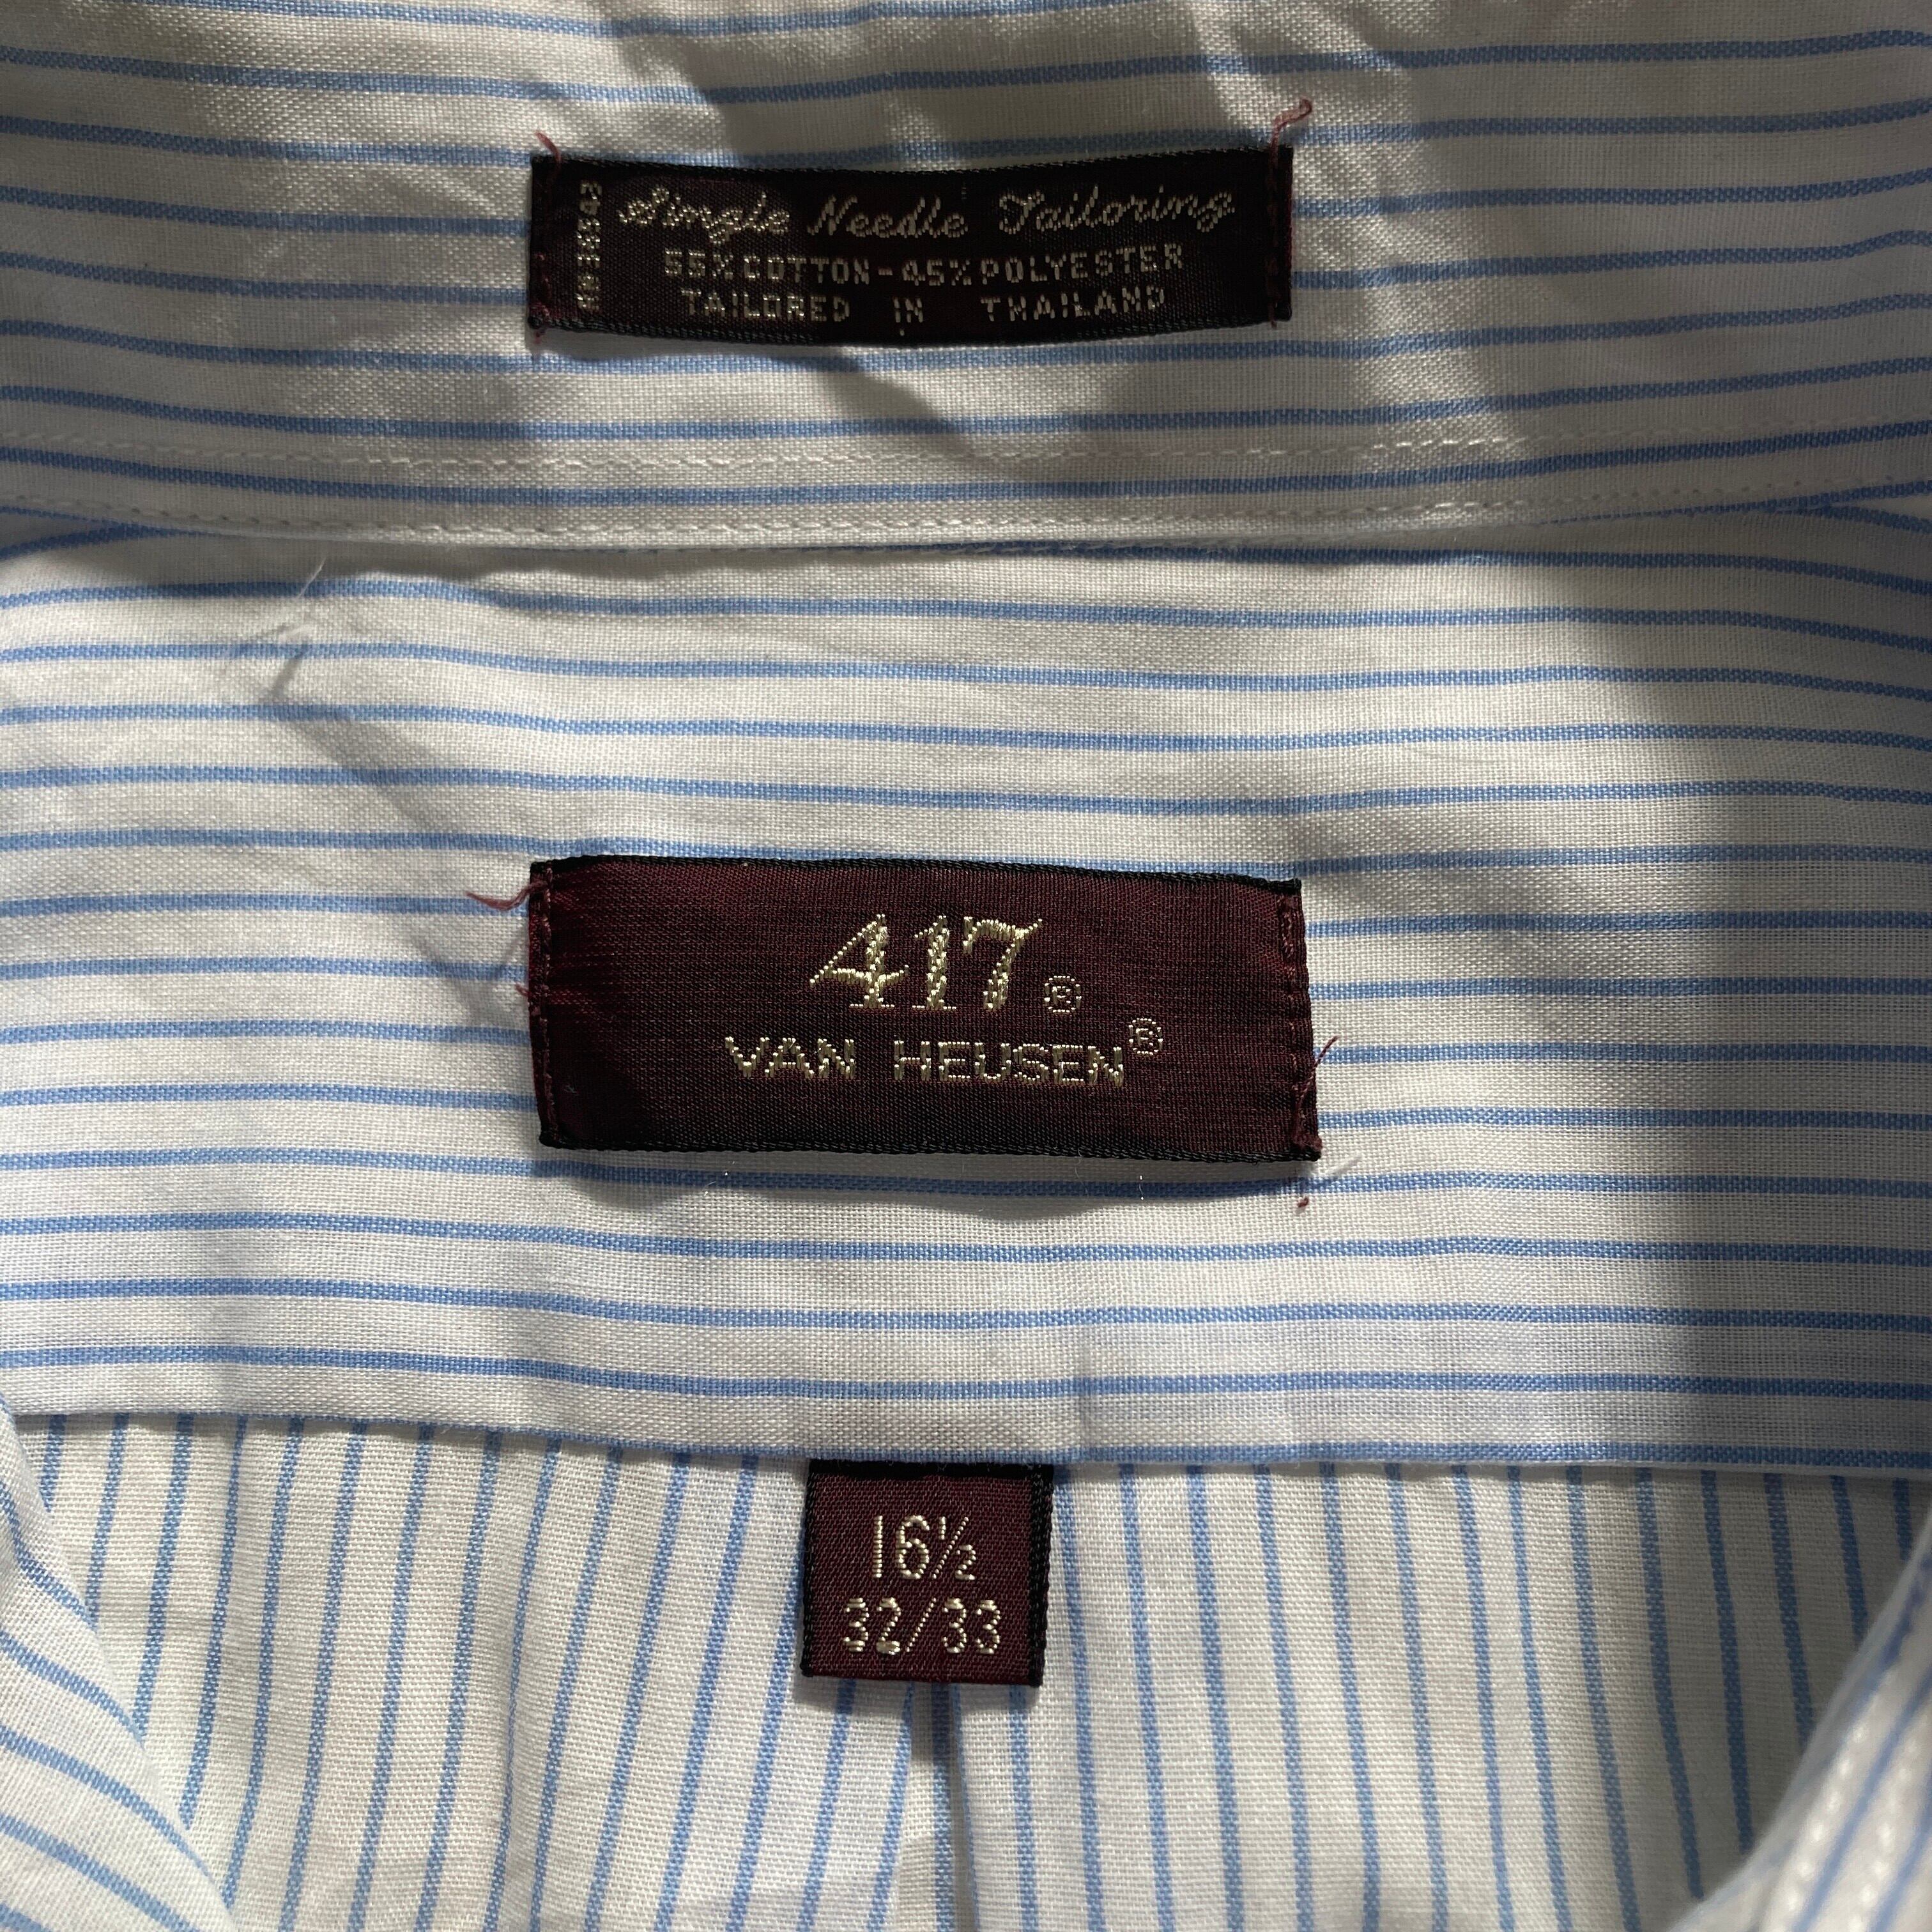 Single Needle Tailoring
55% COTTON-45% POLYESTER
TAILORED IN THAILAND
417®
VAN HEUSEN®
16½
32/33